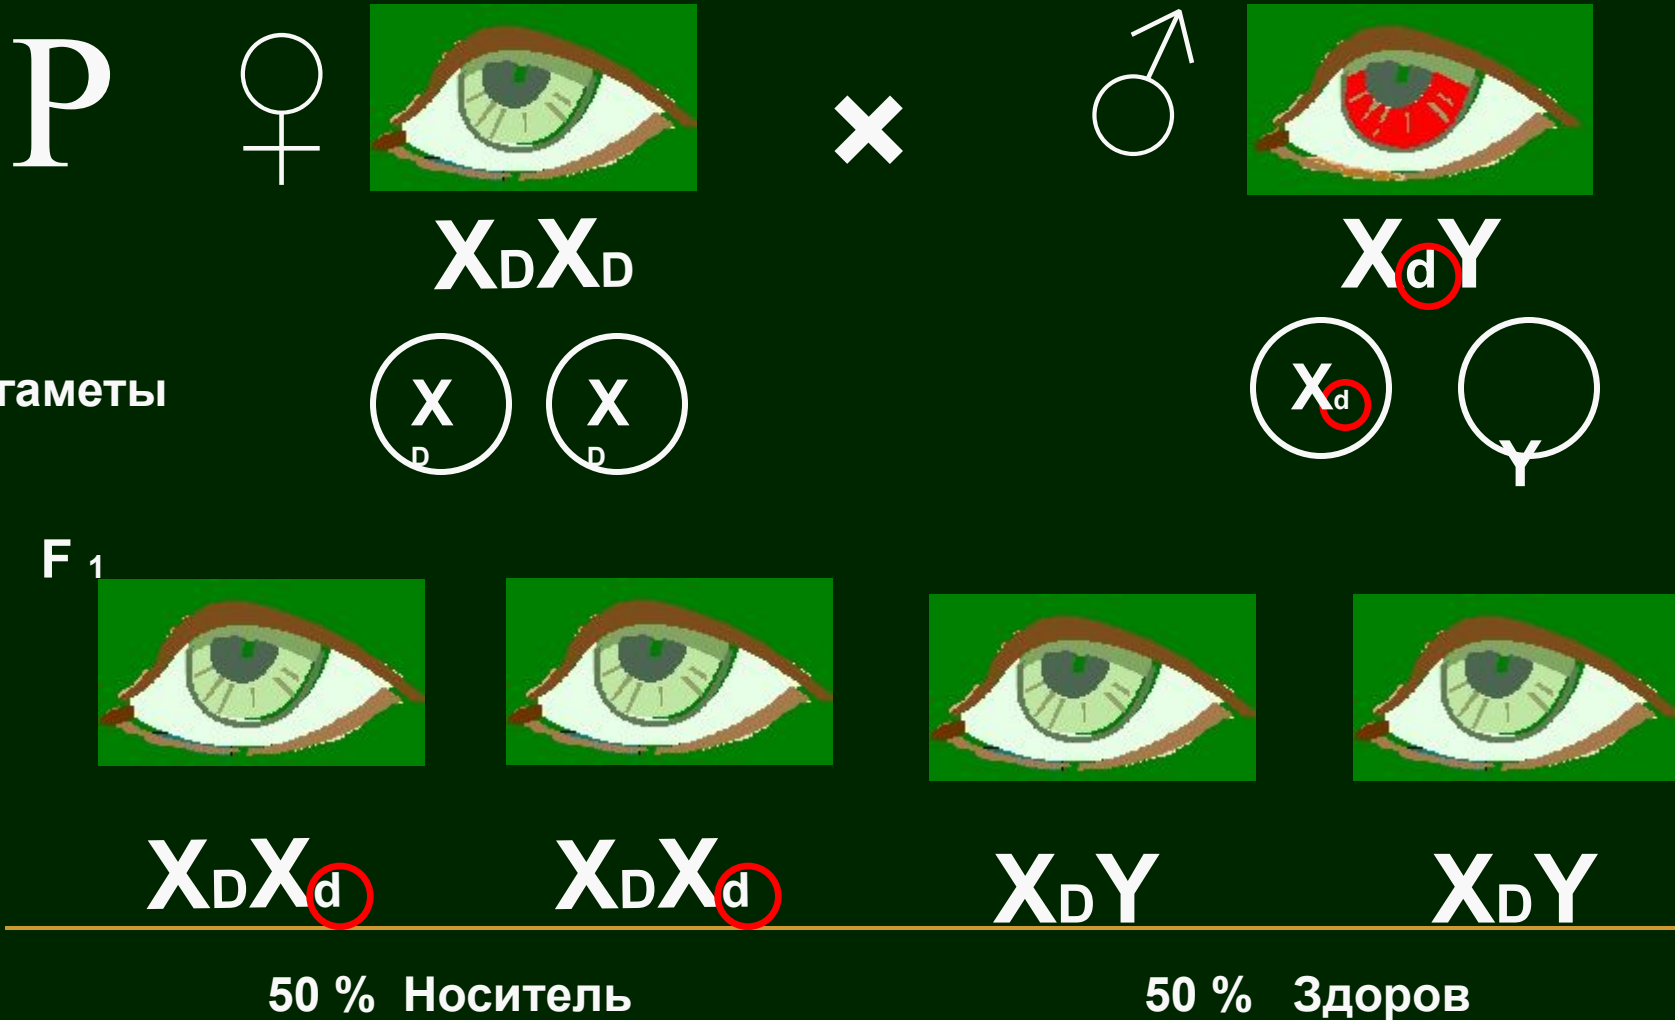 P ♀ × ♂
XDXD XdY
гаметы XD XD Xd Y
F 1
XDXd XDXd XDY XDY
50 % Носитель 50 % Здоров